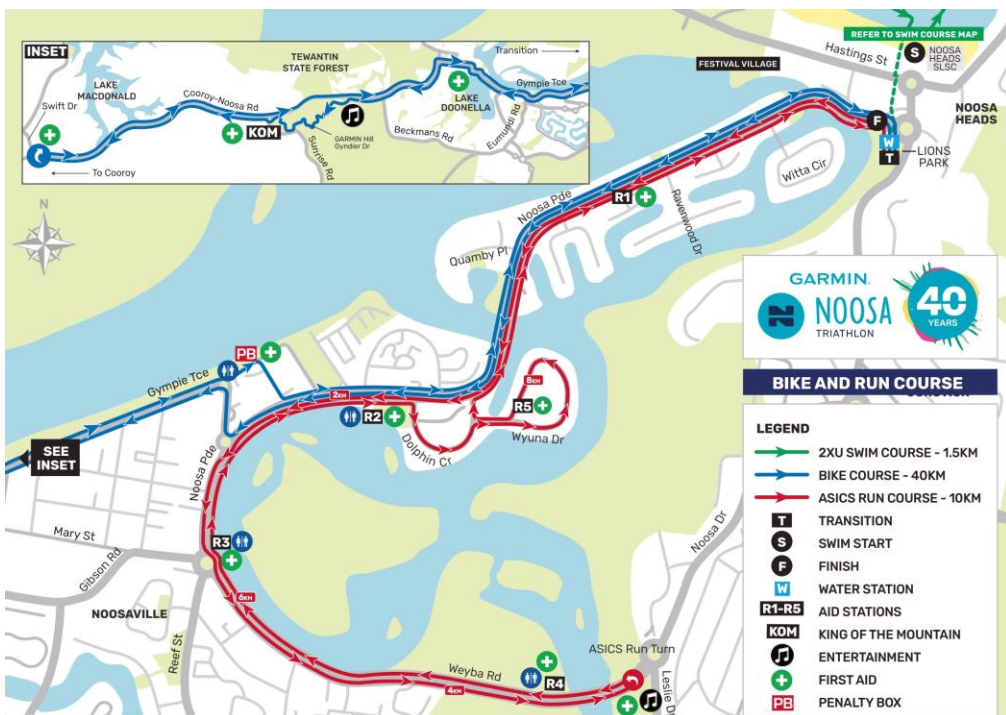 INSET
TEWANTIN
STATE FOREST
Transition
LAKE
MACDONALD
Cooroy-Noosa Rd
Gympie Tce
Swift Dr
LAKE
DOONELLA
KOM
GARMIN Hill
Gyndier Dr
Beckmans Rd
Eumundi Rd
Sunrise Rd
To Cooroy
REFER TO SWIM COURSE MAP
Hastings St
S
NOOSA
HEADS
SLSC
FESTIVAL VILLAGE
NOOSA
HEADS
F
W
T
LIONS
PARK
Witta Cir
N
Noosa Pde
R1
Ravenwood Dr
Quamby Pl
GARMIN.
N
NOOSA
TRIATHLON
40
YEARS
PB
Gympie Tce
8KM
2KM
R5
R2
Wyuna Dr
Dolphin Cr
SEE
INSET
Noosa Pde
Mary St
Gibson Rd
R3
NOOSAVILLE
6KM
Reef St
Noosa Dr
ASICS Run Turn
Weyba Rd
4KM
R4
Leslie Dr
BIKE AND RUN COURSE
LEGEND
2XU SWIM COURSE - 1.5KM
BIKE COURSE - 40KM
ASICS RUN COURSE - 10KM
T TRANSITION
S SWIM START
F FINISH
W WATER STATION
R1-R5 AID STATIONS
KOM KING OF THE MOUNTAIN
ENTERTAINMENT
FIRST AID
PB PENALTY BOX